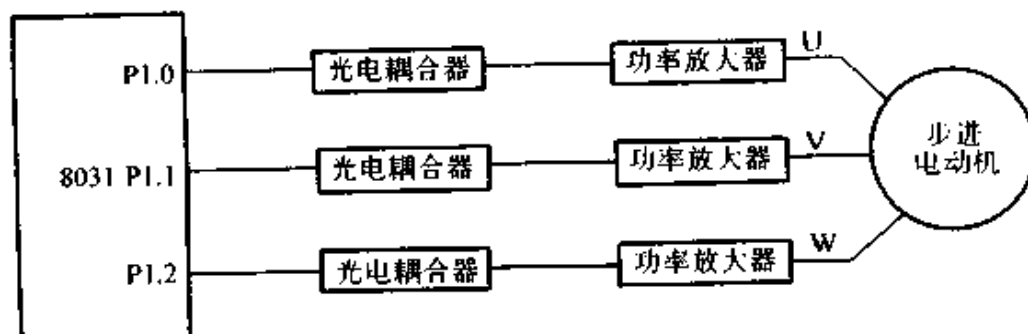 P1.0 光电耦合器 功率放大器 U
8031 P1.1 光电耦合器 功率放大器 V 步进
电动机
P1.2 光电耦合器 功率放大器 W